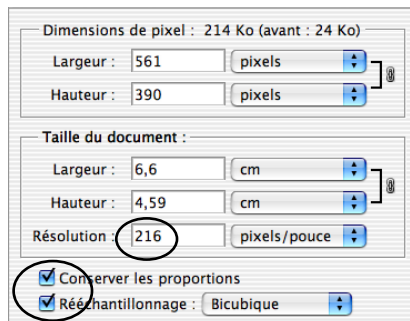 Dimensions de pixel : 214 Ko (avant : 24 Ko)
Largeur : 561 pixels
Hauteur : 390 pixels
Taille du document :
Largeur : 6,6 cm
Hauteur : 4,59 cm
Résolution : 216 pixels/pouce
Conserver les proportions
Rééchantillonnage : Bicubique